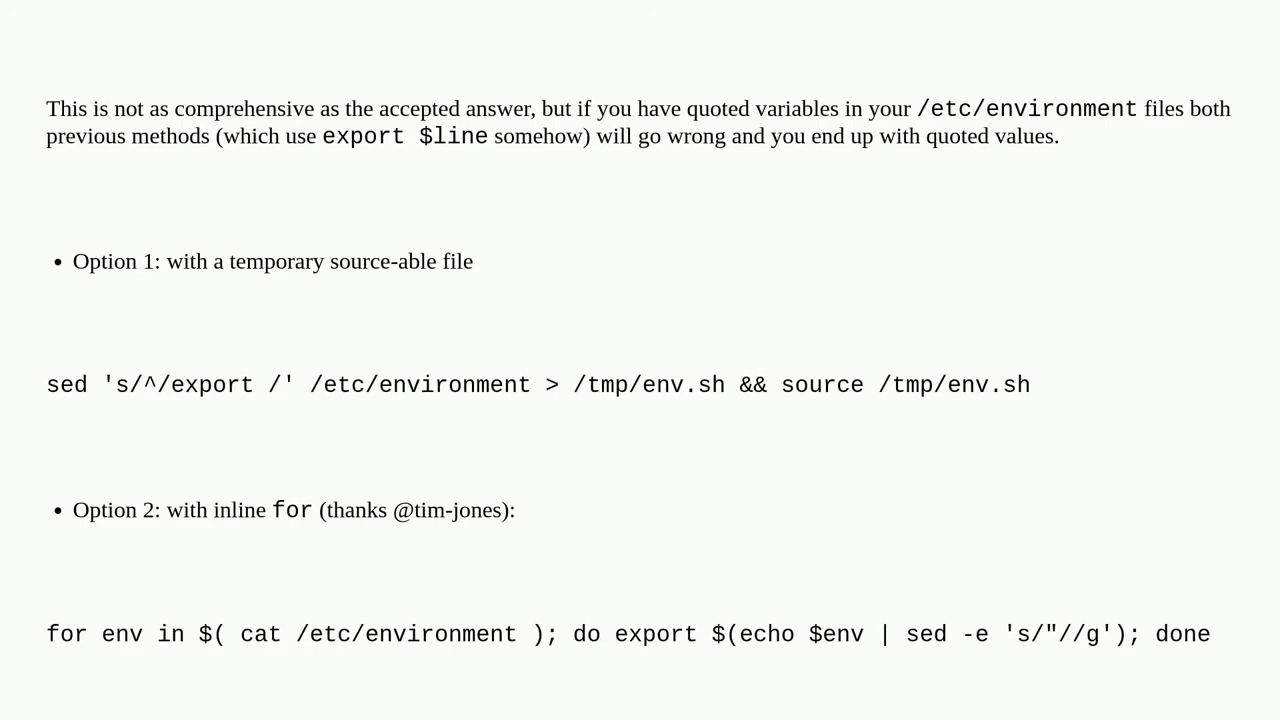 This is not as comprehensive as the accepted answer, but if you have quoted variables in your /etc/environment files both
previous methods (which use export $line somehow) will go wrong and you end up with quoted values.
• Option 1: with a temporary source-able file
sed 's/^/export /' /etc/environment > /tmp/env.sh && source /tmp/env.sh
• Option 2: with inline for (thanks @tim-jones):
for env in $( cat /etc/environment ); do export $(echo $env | sed -e 's/"//g'); done